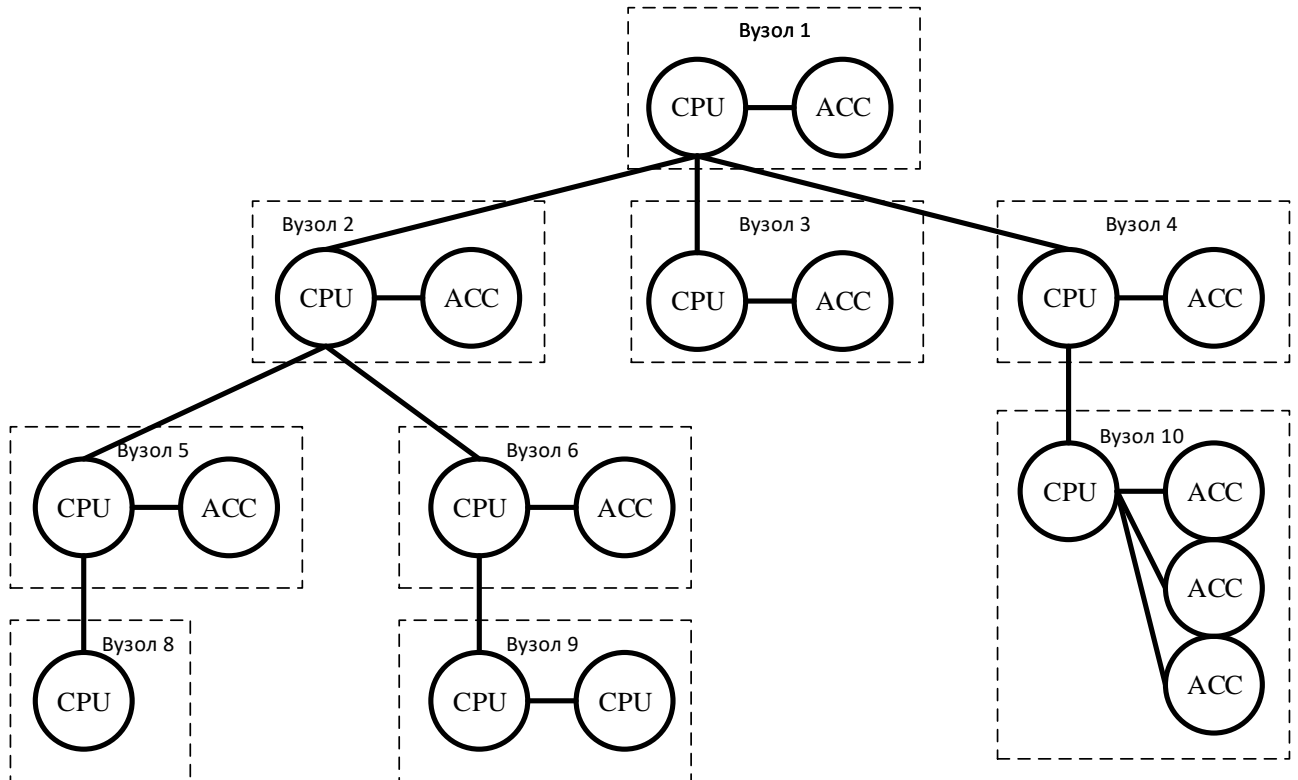 Вузол 1
CPU ACC
Вузол 2
CPU ACC
Вузол 3
CPU ACC
Вузол 4
CPU ACC
Вузол 5
CPU ACC
Вузол 6
CPU ACC
Вузол 10
CPU ACC
ACC
ACC
Вузол 8
CPU
Вузол 9
CPU CPU